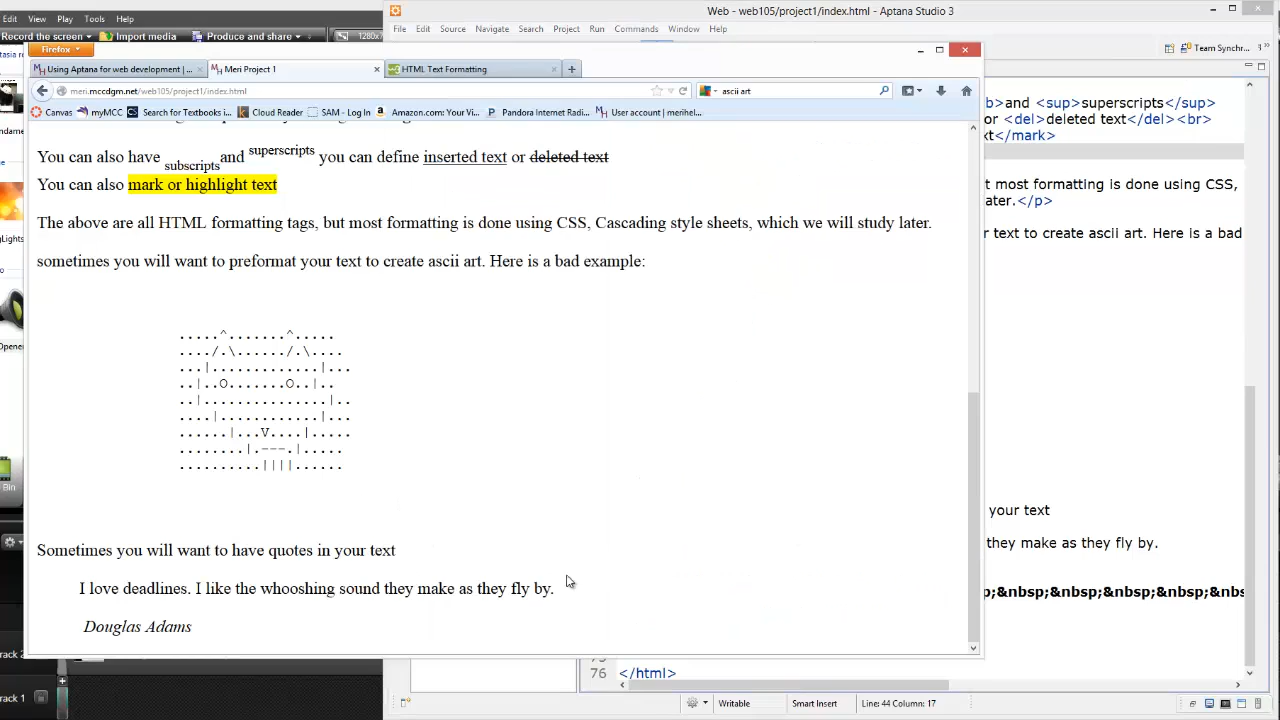 Edit View Play Tools Help
Web - web105/project1/index.html - Aptana Studio 3
Record the screen Import media Produce and share 1280x
File Edit Source Navigate Search Project Run Commands Window Help
Firefox
Team Synchr...
Using Aptana for web development | ... Meri Project 1 HTML Text Formatting
meri.mccdgm.net/web105/project1/index.html ascii art
Canvas myMCC Search for Textbooks i... Cloud Reader SAM - Log In Amazon.com: Your Vi... Pandora Internet Radi... User account | merihel...
b>and <sup>superscripts</sup>
or <del>deleted text</del><br>
xt</mark>
You can also have subscripts and superscripts you can define inserted text or deleted text
You can also mark or highlight text
t most formatting is done using CSS,
ater.</p>
The above are all HTML formatting tags, but most formatting is done using CSS, Cascading style sheets, which we will study later.
r text to create ascii art. Here is a bad
sometimes you will want to preformat your text to create ascii art. Here is a bad example:
.....^.......^.....
..../.\....../.\....
...|.............|...
..|..O.......O..|..
..|...............|..
....|............|...
......|...V....|.....
........|.---.|.....
..........||||......
your text
they make as they fly by.
Sometimes you will want to have quotes in your text
I love deadlines. I like the whooshing sound they make as they fly by.
p;&nbsp;&nbsp;&nbsp;&nbsp;&nbs
Douglas Adams
76 </html>
Writable Smart Insert Line: 44 Column: 17
Lights
Opener
Bin
rack 2
rack 1